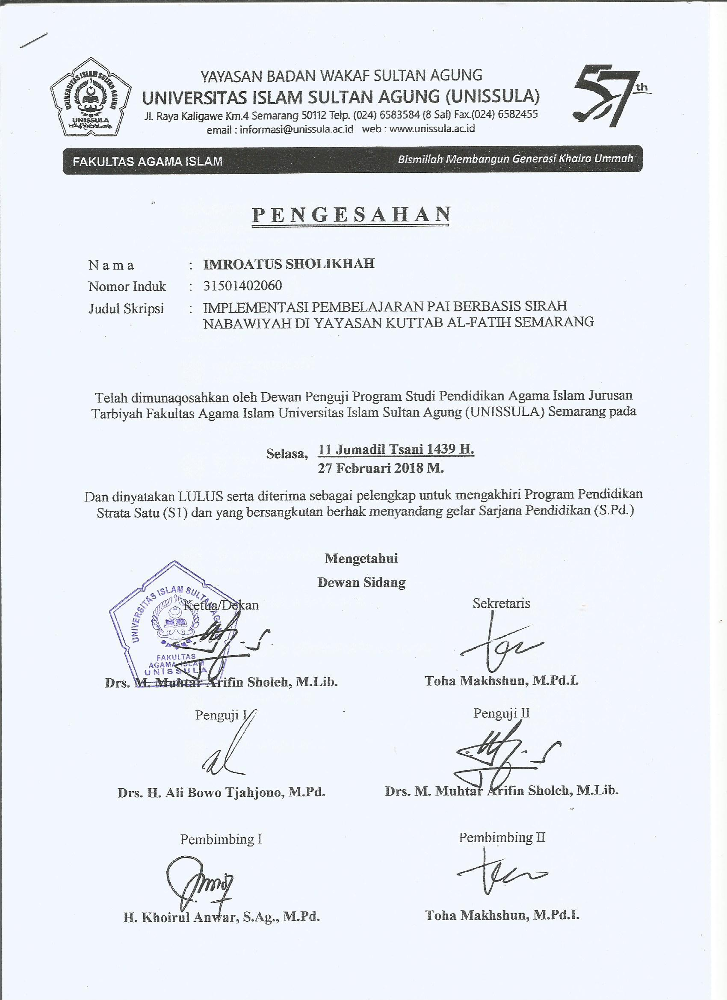 UNIVERSITAS ISLAM SULTAN AGUNG
UNISSULA
YAYASAN BADAN WAKAF SULTAN AGUNG
UNIVERSITAS ISLAM SULTAN AGUNG (UNISSULA)
Jl. Raya Kaligawe Km.4 Semarang 50112 Telp. (024) 6583584 (8 Sal) Fax.(024) 6582455
email : informasi@unissula.ac.id web : www.unissula.ac.id
57th
FAKULTAS AGAMA ISLAM Bismillah Membangun Generasi Khaira Ummah
PENGESAHAN
Nama : IMROATUS SHOLIKHAH
Nomor Induk : 31501402060
Judul Skripsi : IMPLEMENTASI PEMBELAJARAN PAI BERBASIS SIRAH
NABAWIYAH DI YAYASAN KUTTAB AL-FATIH SEMARANG
Telah dimunaqosahkan oleh Dewan Penguji Program Studi Pendidikan Agama Islam Jurusan
Tarbiyah Fakultas Agama Islam Universitas Islam Sultan Agung (UNISSULA) Semarang pada
Selasa, 11 Jumadil Tsani 1439 H.
27 Februari 2018 M.
Dan dinyatakan LULUS serta diterima sebagai pelengkap untuk mengakhiri Program Pendidikan
Strata Satu (S1) dan yang bersangkutan berhak menyandang gelar Sarjana Pendidikan (S.Pd.)
Mengetahui
Dewan Sidang
Ketua/Dekan Sekretaris
UNIVERSITAS ISLAM SULTAN AGUNG
FAKULTAS
AGAMA ISLAM
UNISSULA
Drs. M. Muhtar Arifin Sholeh, M.Lib. Toha Makhshun, M.Pd.I.
Penguji I Penguji II
Drs. H. Ali Bowo Tjahjono, M.Pd. Drs. M. Muhtar Arifin Sholeh, M.Lib.
Pembimbing I Pembimbing II
H. Khoirul Anwar, S.Ag., M.Pd. Toha Makhshun, M.Pd.I.